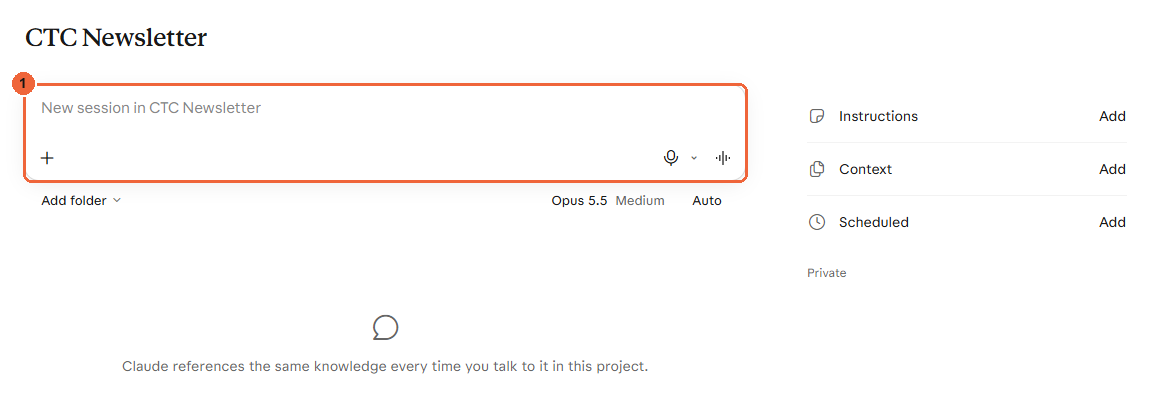 CTC Newsletter
1
New session in CTC Newsletter
Add folder
Opus 5.5 Medium Auto
Instructions Add
Context Add
Scheduled Add
Private
Claude references the same knowledge every time you talk to it in this project.